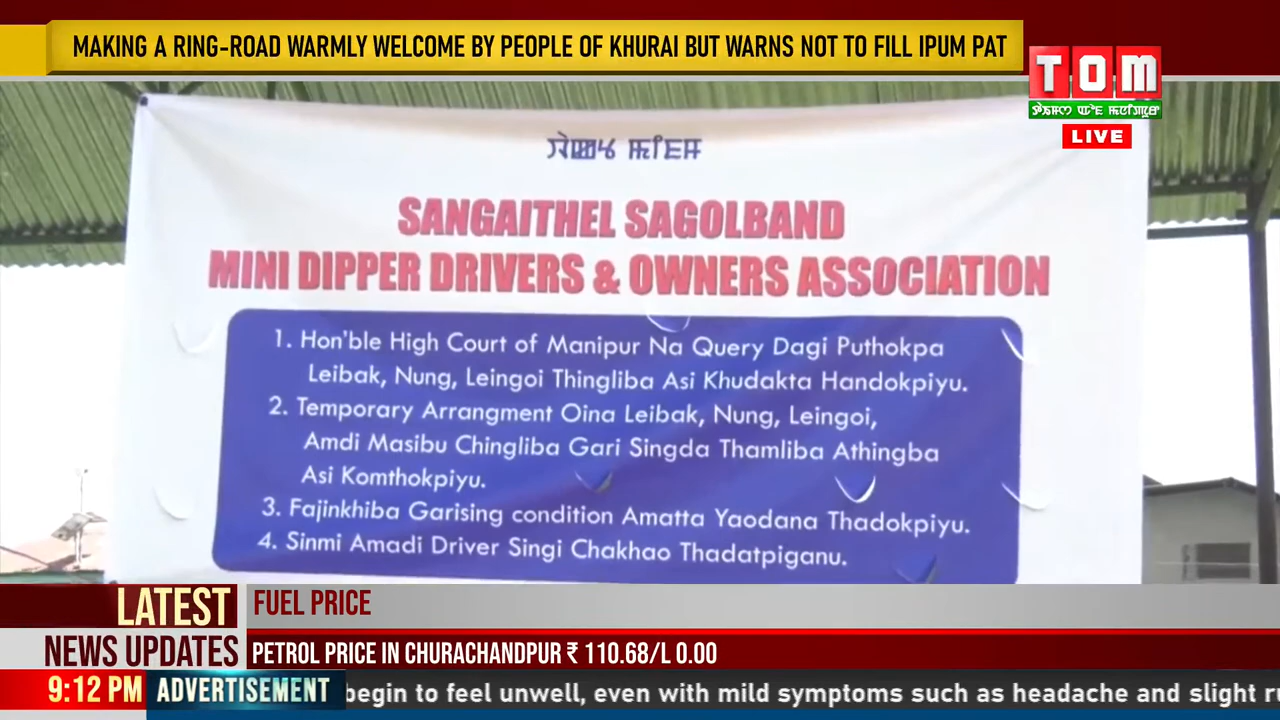 MAKING A RING-ROAD WARMLY WELCOME BY PEOPLE OF KHURAI BUT WARNS NOT TO FILL IPUM PAT
TOM
LIVE
SANGAITHEL SAGOLBAND
MINI DIPPER DRIVERS & OWNERS ASSOCIATION
1. Hon'ble High Court of Manipur Na Query Dagi Puthokpa
Leibak, Nung, Leingoi Thingliba Asi Khudakta Handokpiyu.
2. Temporary Arrangment Oina Leibak, Nung, Leingoi,
Amdi Masibu Chingliba Gari Singda Thamliba Athingba
Asi Komthokpiyu.
3. Fajinkhiba Garising condition Amatta Yaodana Thadokpiyu.
4. Sinmi Amadi Driver Singi Chakhao Thadatpiganu.
LATEST
NEWS UPDATES
FUEL PRICE
PETROL PRICE IN CHURACHANDPUR ₹ 110.68/L 0.00
9:12 PM
ADVERTISEMENT
begin to feel unwell, even with mild symptoms such as headache and slight